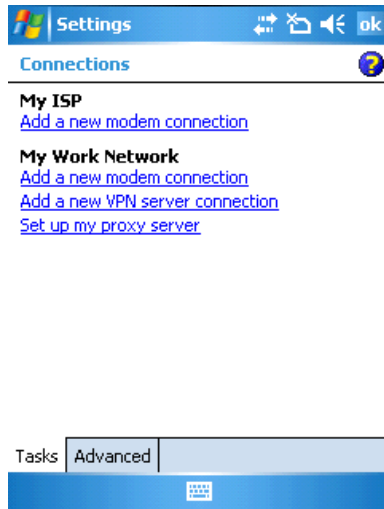 Settings
ok
Connections
?
My ISP
Add a new modem connection
My Work Network
Add a new modem connection
Add a new VPN server connection
Set up my proxy server
Tasks
Advanced